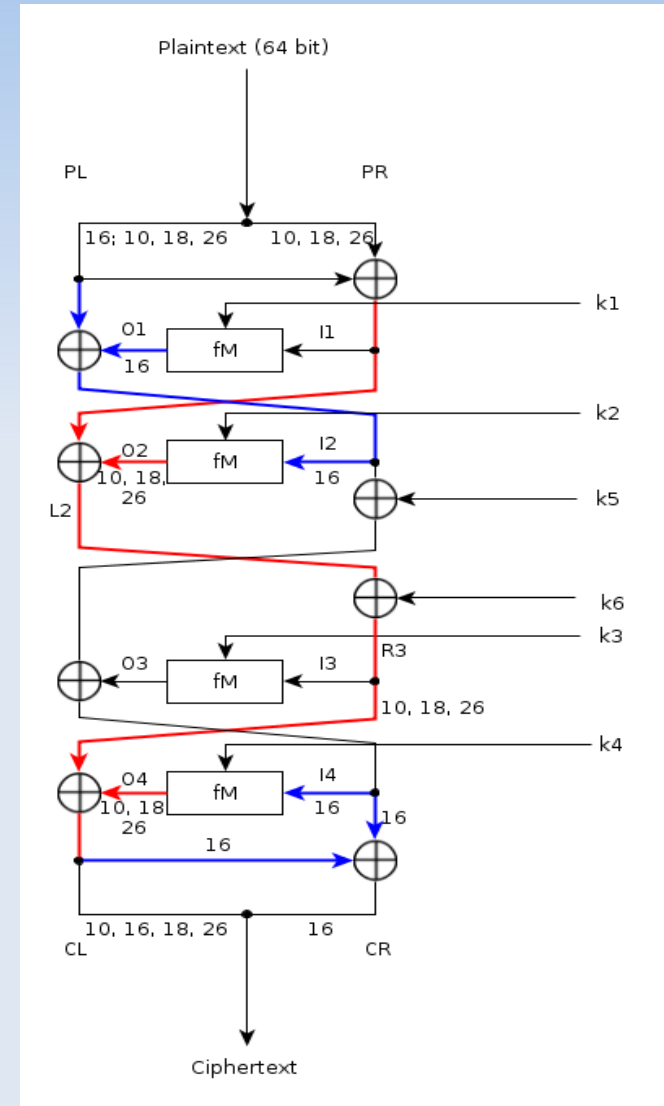 Plaintext (64 bit)
PL PR
16; 10, 18, 26 10, 18, 26
k1
O1 fM I1
16
k2
O2 fM I2
10, 18, 16
26
k5
L2
k6
k3
R3
O3 fM I3
10, 18, 26
k4
O4 fM I4
10, 18 16 16
26
16
10, 16, 18, 26 16
CL CR
Ciphertext